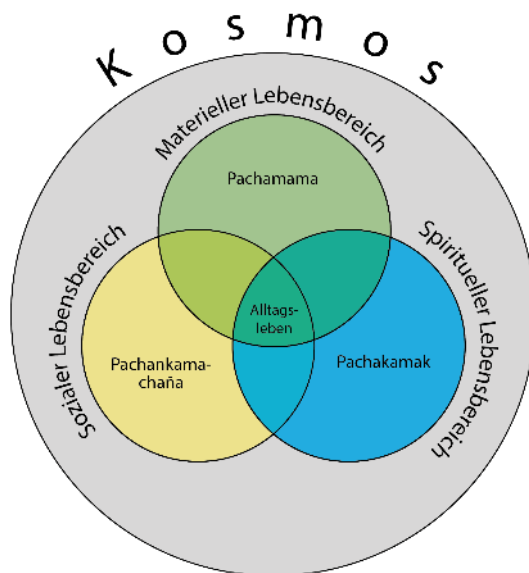 Kosmos
Materieller Lebensbereich
Pachamama
Sozialer Lebensbereich
Spiritueller Lebensbereich
Alltags-
leben
Pachankama-
chaña
Pachakamak